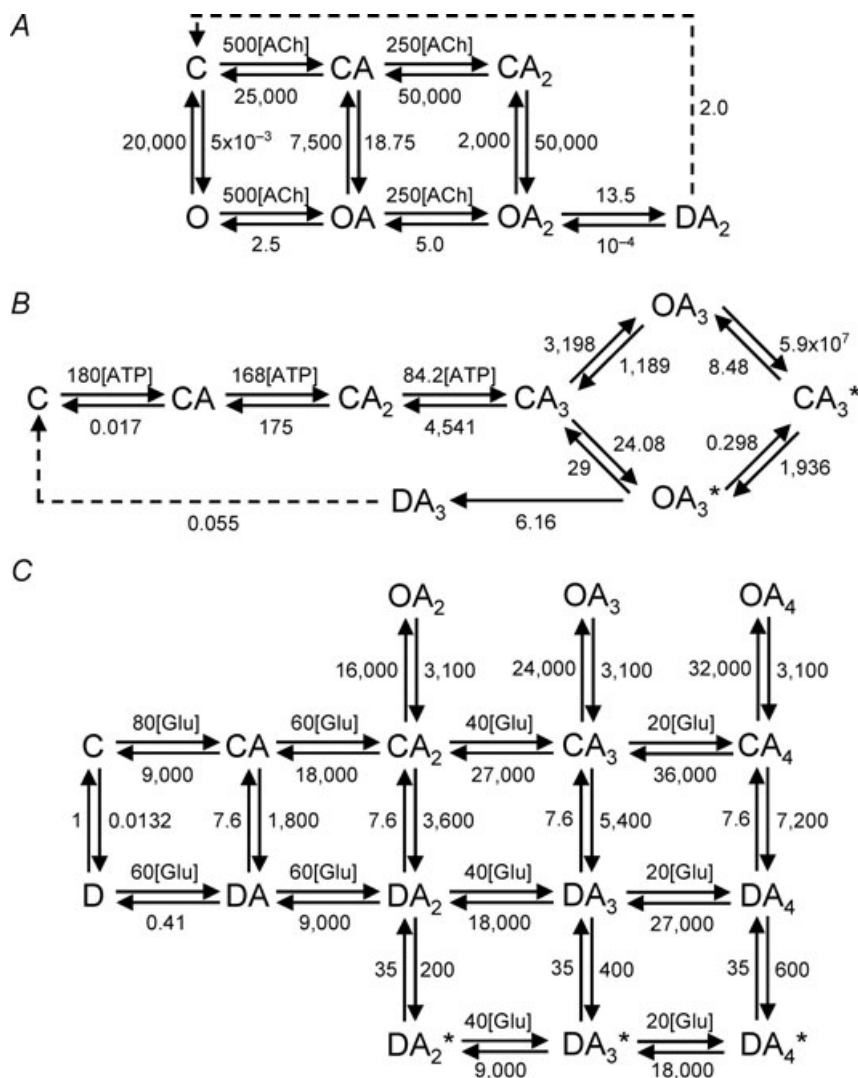 A
500[ACh] 250[ACh]
C CA CA₂
25,000 50,000
2.0
20,000 5x10⁻³ 7,500 18.75 2,000 50,000
500[ACh] 250[ACh] 13.5
O OA OA₂ DA₂
2.5 5.0 10⁻⁴
B
OA₃
3,198 5.9x10⁷
1,189 8.48
180[ATP] 168[ATP] 84.2[ATP]
C CA CA₂ CA₃ CA₃*
0.017 175 4,541
24.08 0.298
29 1,936
DA₃ OA₃*
0.055 6.16
C
OA₂ OA₃ OA₄
16,000 3,100 24,000 3,100 32,000 3,100
80[Glu] 60[Glu] 40[Glu] 20[Glu]
C CA CA₂ CA₃ CA₄
9,000 18,000 27,000 36,000
1 0.0132 7.6 1,800 7.6 3,600 7.6 5,400 7.6 7,200
60[Glu] 60[Glu] 40[Glu] 20[Glu]
D DA DA₂ DA₃ DA₄
0.41 9,000 18,000 27,000
35 200 35 400 35 600
40[Glu] 20[Glu]
DA₂* DA₃* DA₄*
9,000 18,000